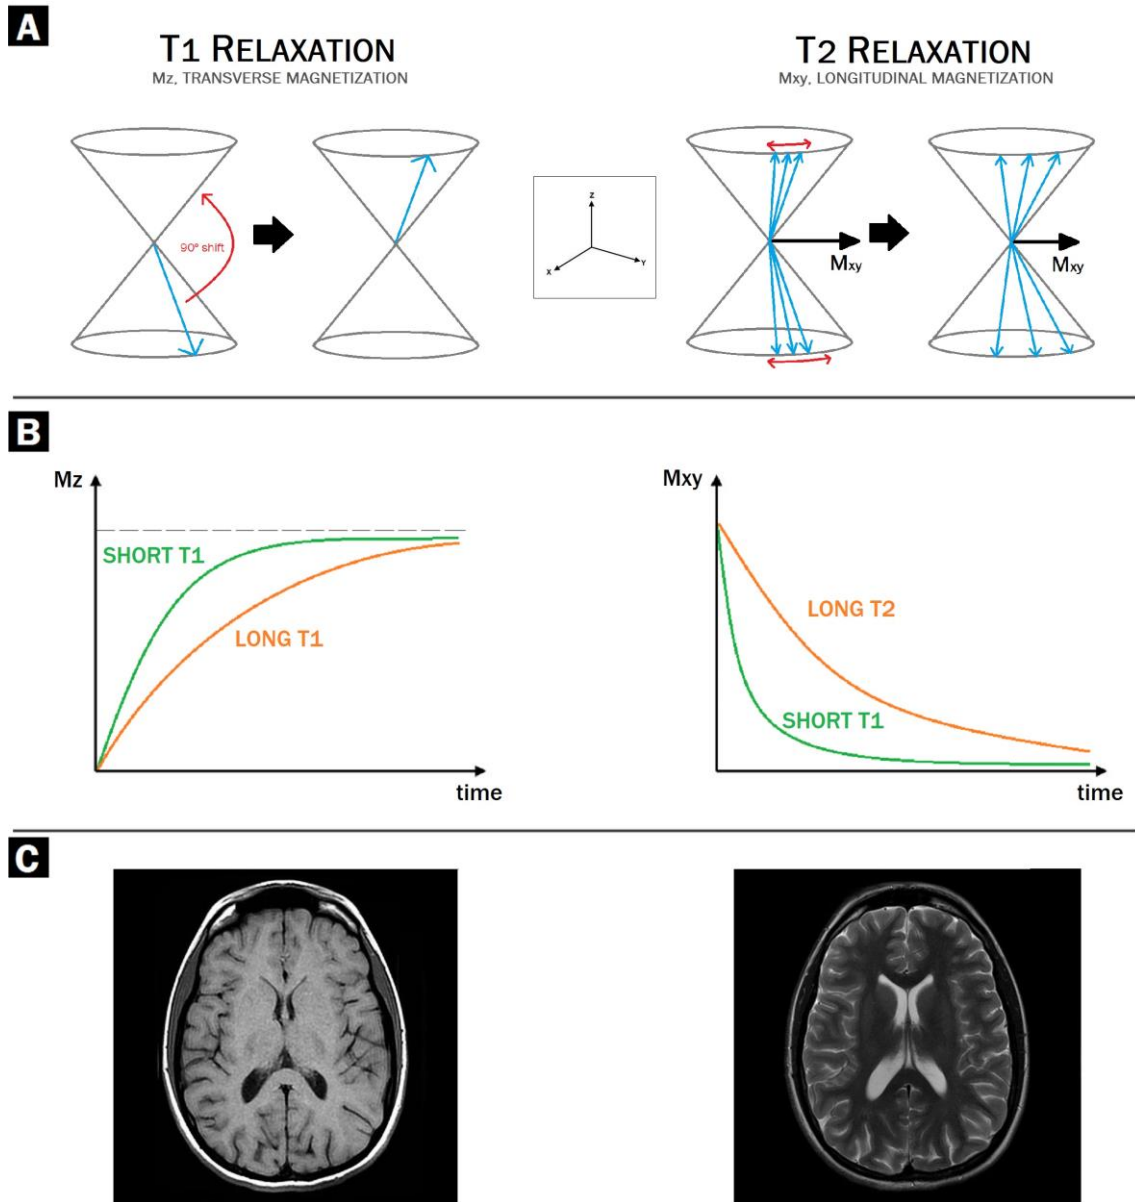 A
T1 RELAXATION
Mz, TRANSVERSE MAGNETIZATION
T2 RELAXATION
Mxy, LONGITUDINAL MAGNETIZATION
90° shift
Z
X
Y
Mxy
Mxy
B
Mz
SHORT T1
LONG T1
time
Mxy
LONG T2
SHORT T1
time
C